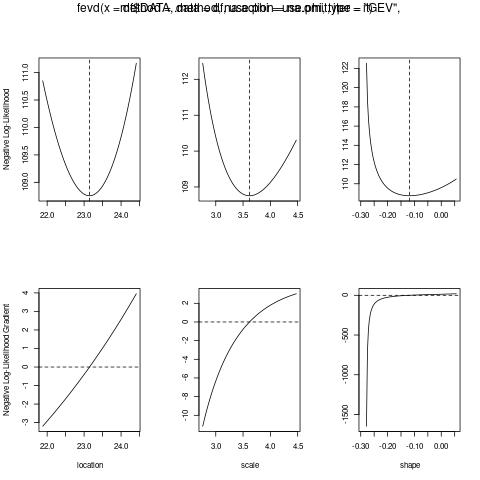 fevd(x = "GEV",
Negative Log-Likelihood
109.0 109.5 110.0 110.5 111.0
22.0 23.0 24.0
109 110 111 112
3.0 3.5 4.0 4.5
110 112 114 116 118 120 122
-0.30 -0.20 -0.10 0.00
Negative Log-Likelihood Gradient
-3 -2 -1 0 1 2 3 4
22.0 23.0 24.0
location
-10 -8 -6 -4 -2 0 2
3.0 3.5 4.0 4.5
scale
-1500 -1000 -500 0
-0.30 -0.20 -0.10 0.00
shape